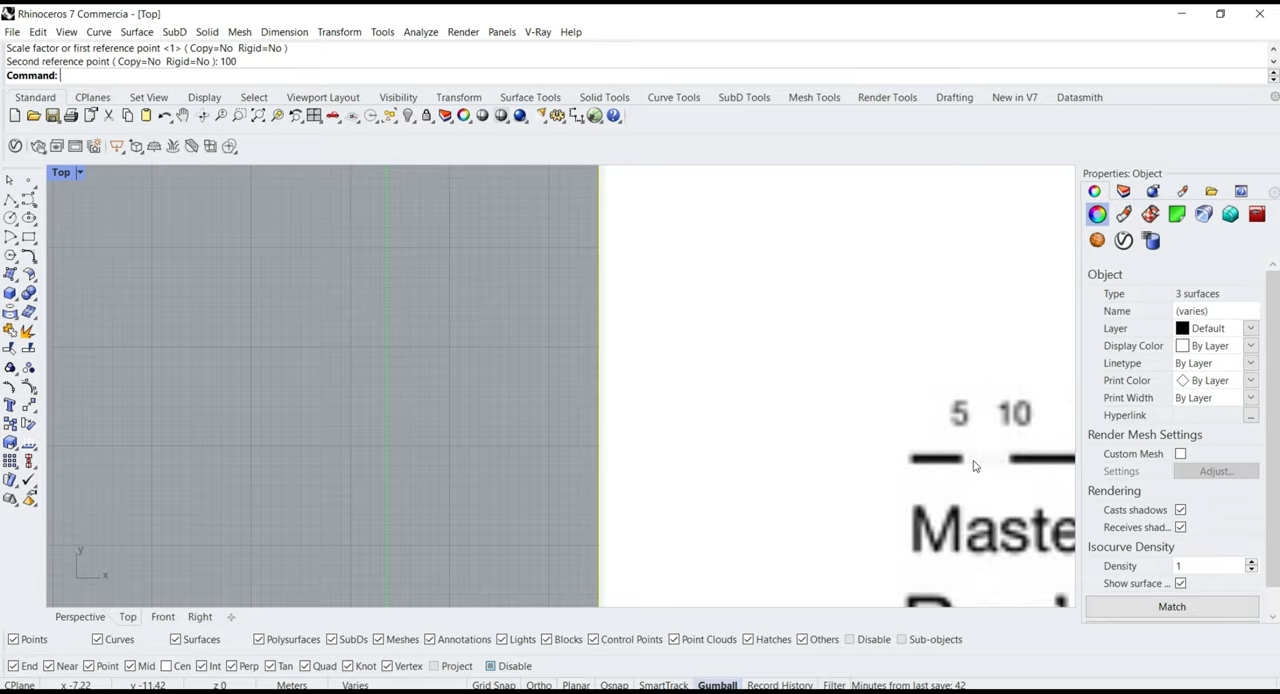 Rhinoceros 7 Commercia - [Top]
File Edit View Curve Surface SubD Solid Mesh Dimension Transform Tools Analyze Render Panels V-Ray Help
Scale factor or first reference point <1> ( Copy=No Rigid=No )
Second reference point ( Copy=No Rigid=No ): 100
Command:
Standard CPlanes Set View Display Select Viewport Layout Visibility Transform Surface Tools Solid Tools Curve Tools SubD Tools Mesh Tools Render Tools Drafting New in V7 Datasmith
Top
Properties: Object
Object
Type 3 surfaces
Name (varies)
Layer Default
Display Color By Layer
Linetype By Layer
Print Color By Layer
Print Width By Layer
Hyperlink ...
Render Mesh Settings
Custom Mesh
Settings Adjust...
Rendering
Casts shadows
Receives shad...
Isocurve Density
Density 1
Show surface ...
Match
5 10
Maste
y
x
Perspective Top Front Right
Points Curves Surfaces Polysurfaces SubDs Meshes Annotations Lights Blocks Control Points Point Clouds Hatches Others Disable Sub-objects
End Near Point Mid Cen Int Perp Tan Quad Knot Vertex Project Disable
CPlane x -7.22 y -11.42 z 0 Meters Varies Grid Snap Ortho Planar Osnap SmartTrack Gumball Record History Filter Minutes from last save: 42